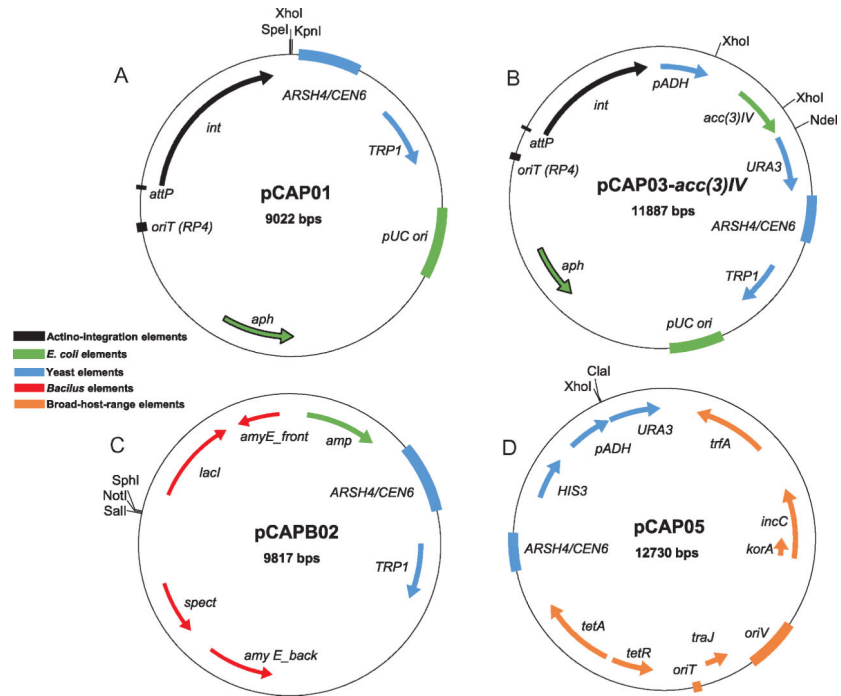 A
XhoI
SpeI KpnI
ARSH4/CEN6
int
TRP1
attP
pCAP01
9022 bps
oriT (RP4)
pUC ori
aph
B
XhoI
pADH
int
acc(3)IV
XhoI
NdeI
attP
oriT (RP4)
URA3
pCAP03-acc(3)IV
11887 bps
ARSH4/CEN6
aph
TRP1
pUC ori
Actino-Integration elements
E. coli elements
Yeast elements
Bacilus elements
Broad-host-range elements
C
amyE_front
amp
lacI
ARSH4/CEN6
SphI
NotI
SalI
pCAPB02
9817 bps
TRP1
spect
amy E_back
D
ClaI
XhoI
URA3
pADH
trfA
HIS3
pCAP05
12730 bps
incC
korA
ARSH4/CEN6
tetA
tetR
traJ
oriV
oriT